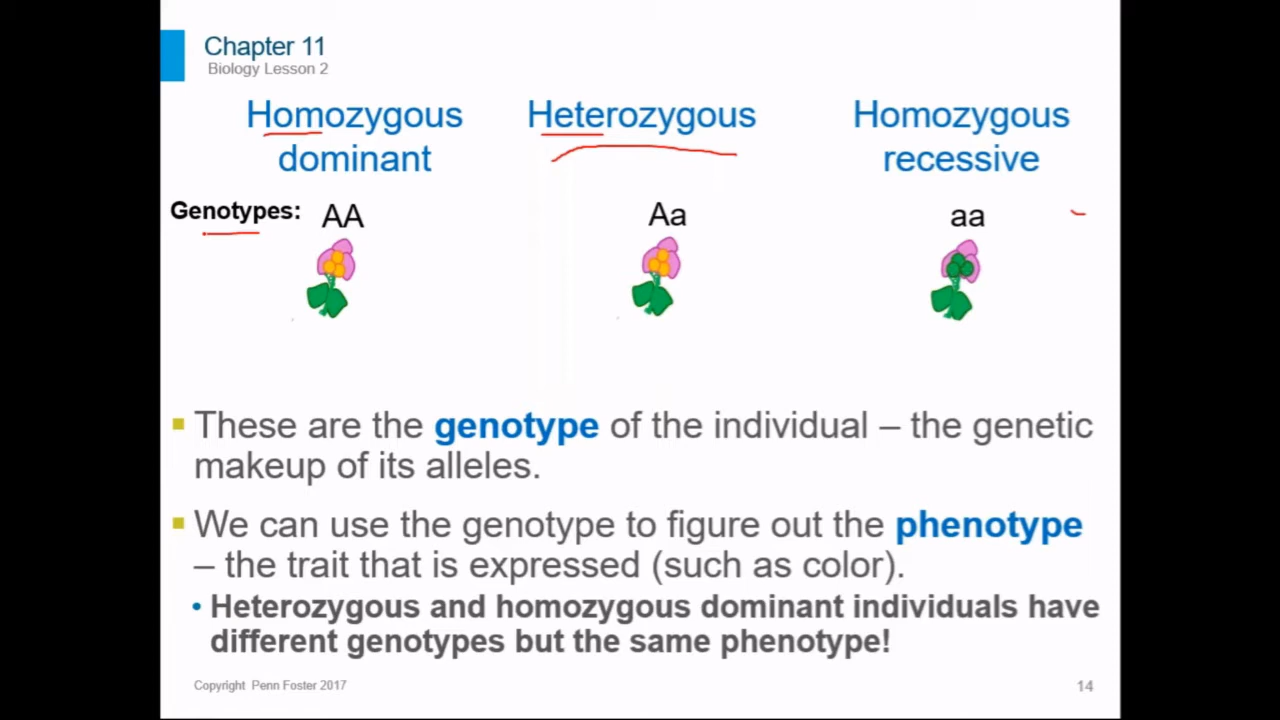 Chapter 11
Biology Lesson 2
Homozygous dominant
Heterozygous
Homozygous recessive
Genotypes: AA Aa aa
▪ These are the genotype of the individual – the genetic
makeup of its alleles.
▪ We can use the genotype to figure out the phenotype
– the trait that is expressed (such as color).
• Heterozygous and homozygous dominant individuals have
different genotypes but the same phenotype!
Copyright Penn Foster 2017 14